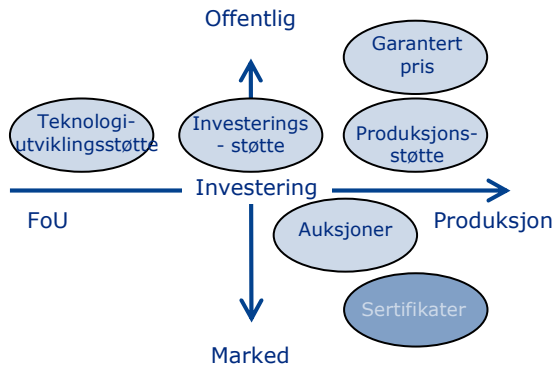 Offentlig
Garantert
pris
Teknologi-
utviklingsstøtte
Investerings
- støtte
Produksjons-
støtte
Investering
FoU
Produksjon
Auksjoner
Sertifikater
Marked